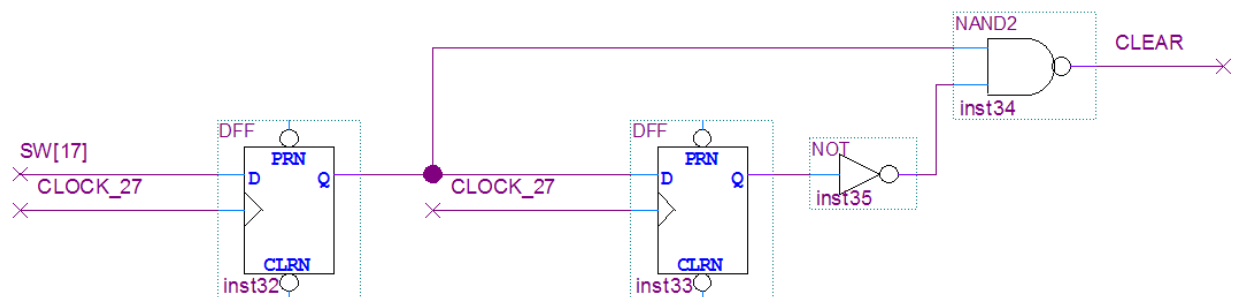 NAND2
CLEAR
inst34
DFF
DFF
SW[17]
PRN
PRN
NOT
CLOCK_27
D
Q
CLOCK_27
D
Q
inst35
CLRN
CLRN
inst32
inst33